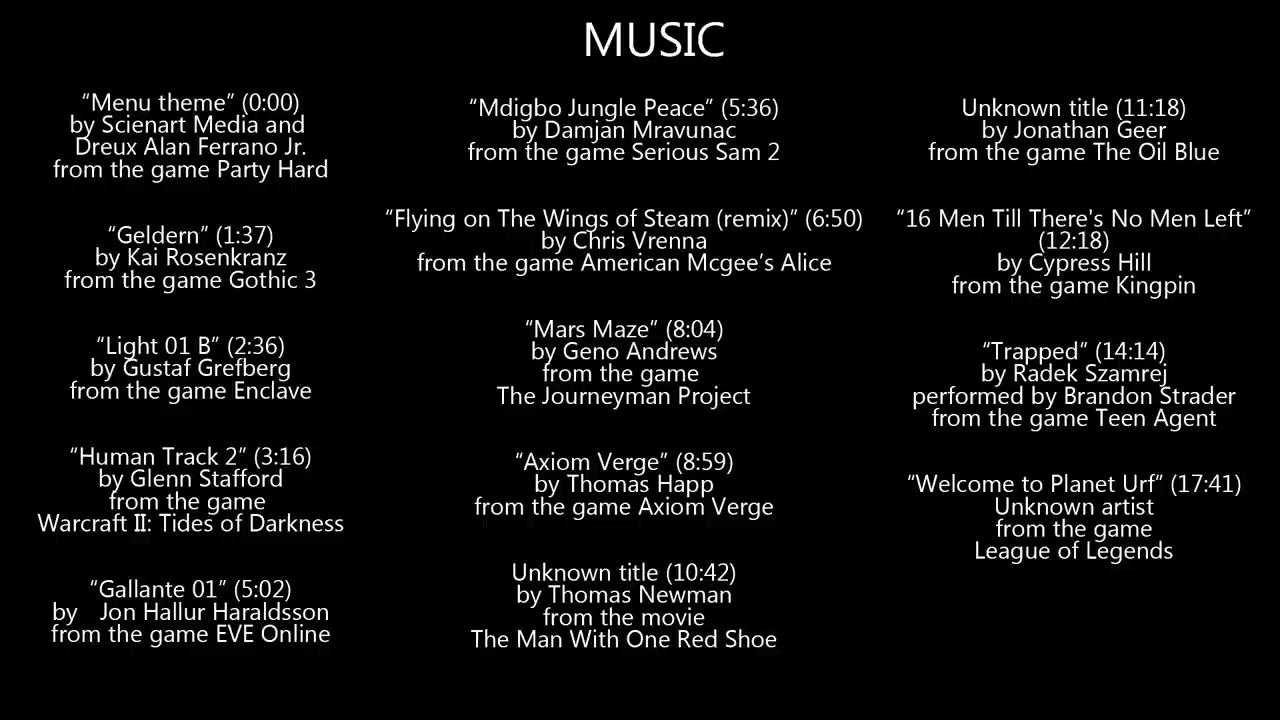 MUSIC
“Menu theme” (0:00)
by Scienart Media and
Dreux Alan Ferrano Jr.
from the game Party Hard
“Geldern” (1:37)
by Kai Rosenkranz
from the game Gothic 3
“Light 01 B” (2:36)
by Gustaf Grefberg
from the game Enclave
“Human Track 2” (3:16)
by Glenn Stafford
from the game
Warcraft II: Tides of Darkness
“Gallante 01” (5:02)
by Jon Hallur Haraldsson
from the game EVE Online
“Mdigbo Jungle Peace” (5:36)
by Damjan Mravunac
from the game Serious Sam 2
“Flying on The Wings of Steam (remix)” (6:50)
by Chris Vrenna
from the game American Mcgee’s Alice
“Mars Maze” (8:04)
by Geno Andrews
from the game
The Journeyman Project
“Axiom Verge” (8:59)
by Thomas Happ
from the game Axiom Verge
Unknown title (10:42)
by Thomas Newman
from the movie
The Man With One Red Shoe
Unknown title (11:18)
by Jonathan Geer
from the game The Oil Blue
“16 Men Till There's No Men Left”
(12:18)
by Cypress Hill
from the game Kingpin
“Trapped” (14:14)
by Radek Szamrej
performed by Brandon Strader
from the game Teen Agent
“Welcome to Planet Urf” (17:41)
Unknown artist
from the game
League of Legends